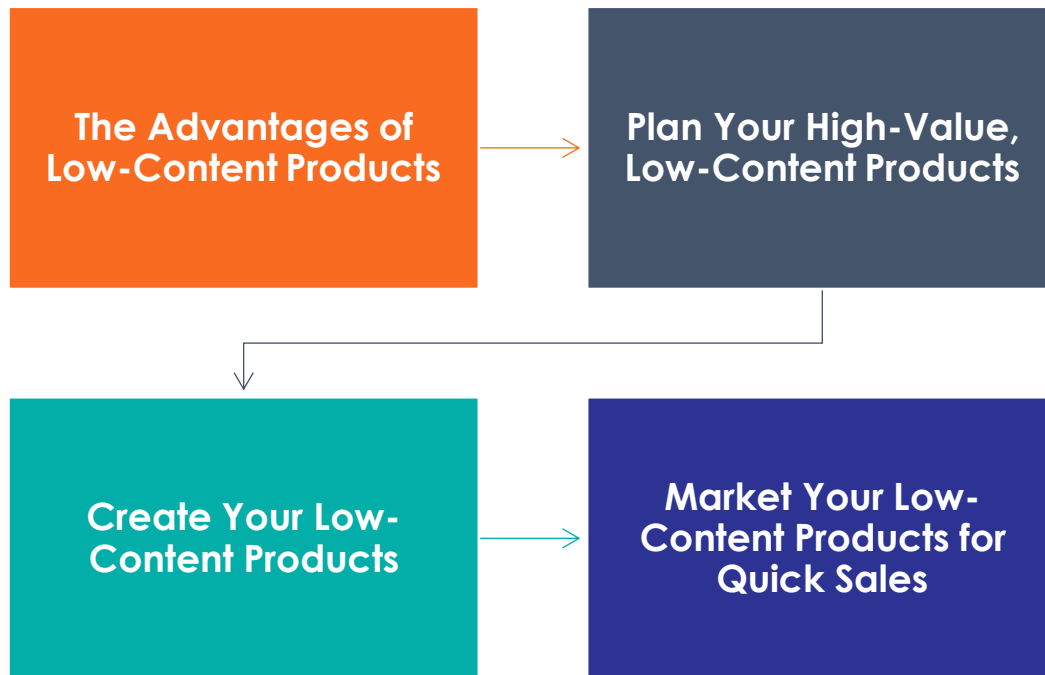 The Advantages of
Low-Content Products
Plan Your High-Value,
Low-Content Products
Create Your Low-
Content Products
Market Your Low-
Content Products for
Quick Sales